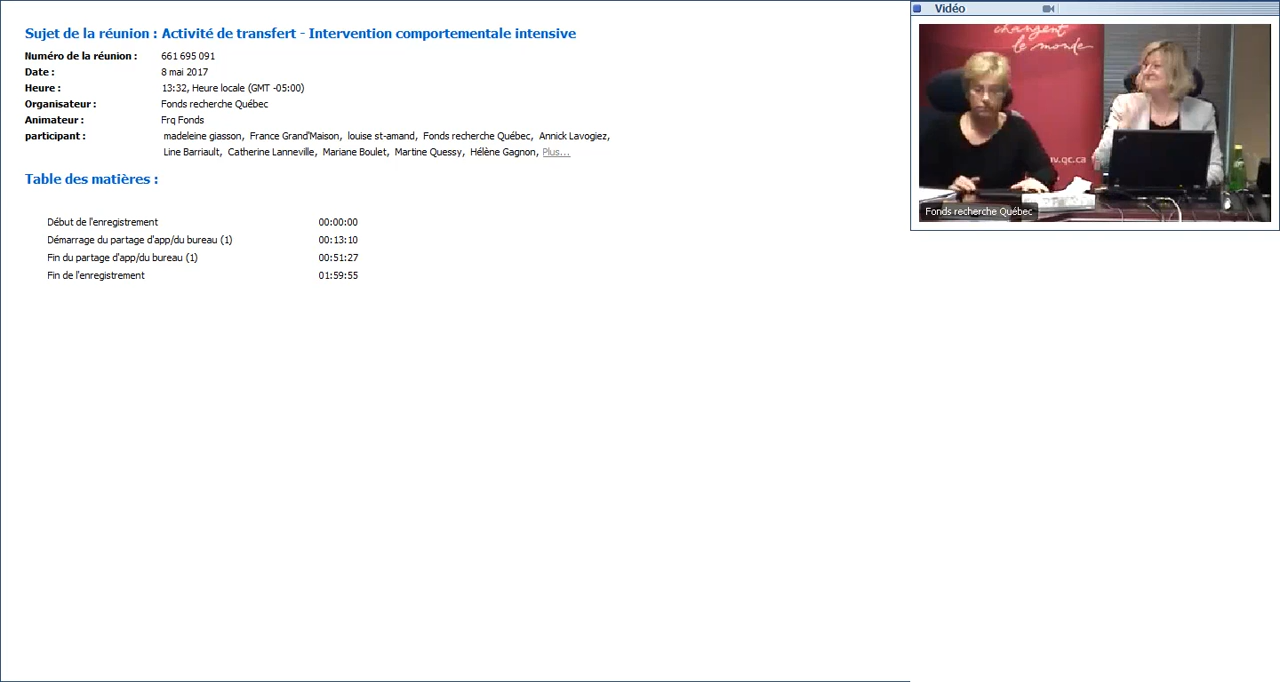 Sujet de la réunion : Activité de transfert - Intervention comportementale intensive
Numéro de la réunion : 661 695 091
Date : 8 mai 2017
Heure : 13:32, Heure locale (GMT -05:00)
Organisateur : Fonds recherche Québec
Animateur : Frq Fonds
participant : madeleine giasson, France Grand'Maison, louise st-amand, Fonds recherche Québec, Annick Lavogiez,
Line Barriault, Catherine Lanneville, Mariane Boulet, Martine Quessy, Hélène Gagnon, Plus...
Table des matières :
Début de l'enregistrement 00:00:00
Démarrage du partage d'app/du bureau (1) 00:13:10
Fin du partage d'app/du bureau (1) 00:51:27
Fin de l'enregistrement 01:59:55
Vidéo
changent
le monde
.qc.ca
Fonds recherche Québec